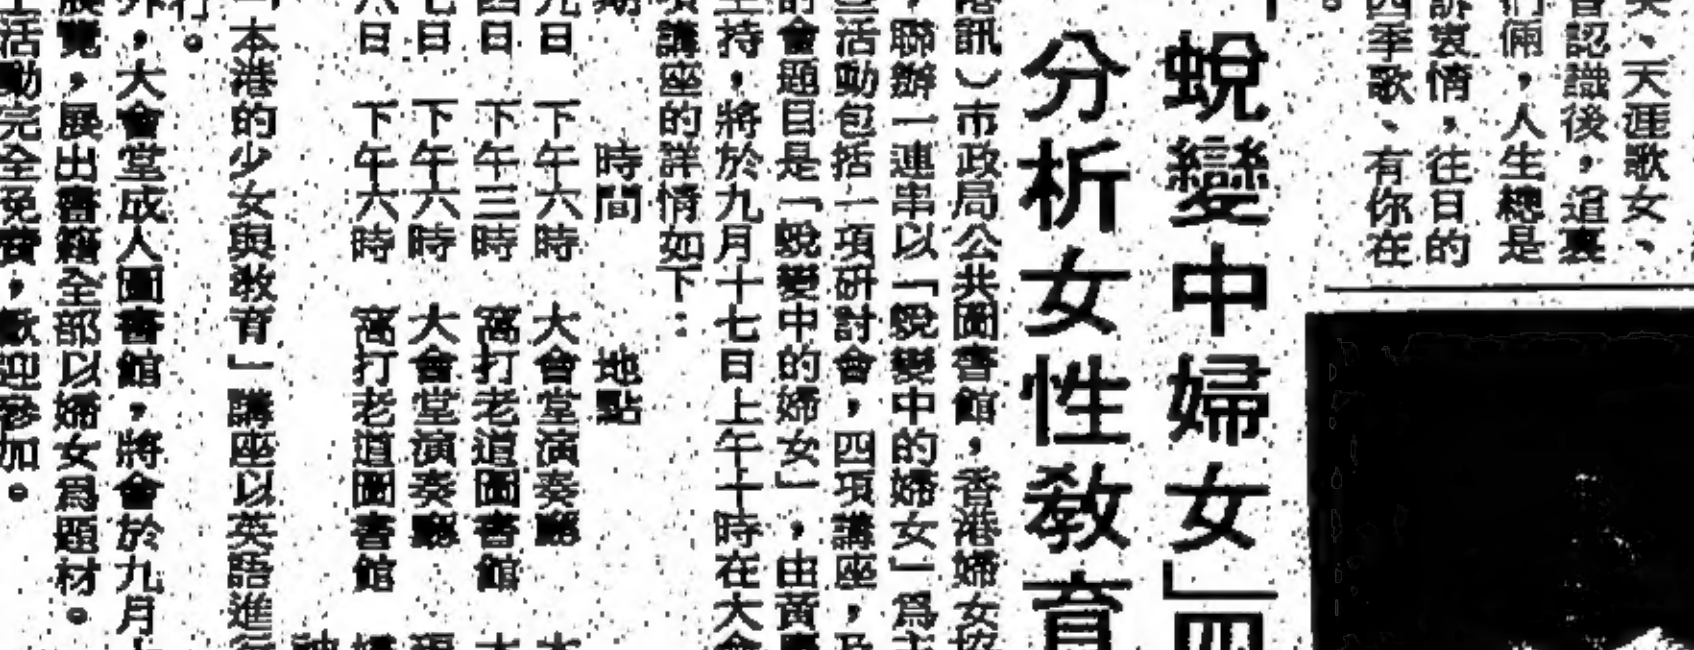 、天涯歌女、
認識後，道裏
倆，人生總是
訴衷情，往日的
四季歌、有你在
蛻變中婦女」四
分析女性教育
港訊）市政局公共圖書館，香港婦女協
，聯辦一連串以「蛻變中的婦女」爲主
些活動包括一項研討會，四項講座，及
的會題目是「蛻變中的婦女」，由黃
主持，將於九月十七日上午十時在大會
項講座的詳情如下：
期　時間　地點
九日　下午六時　大會堂演奏廳
四日　下午三時　窩打老道圖書館
七日　下午六時　大會堂演奏廳
六日　下午六時　窩打老道圖書館
「本港的少女與教育」講座以英語進行
行。
外，大會堂成人圖書館，將會於九月
展覽，展出書籍全部以婦女爲題材。
活動完全免費，歡迎參加。